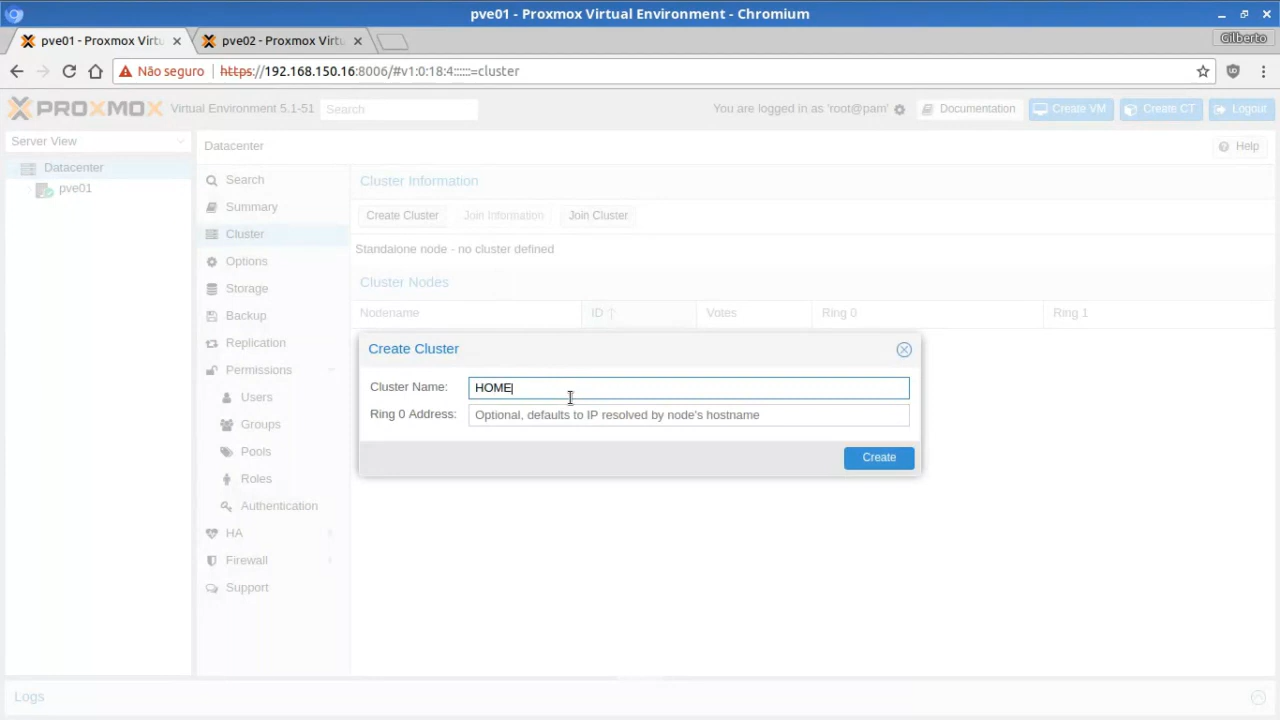 pve01 - Proxmox Virtual Environment - Chromium
pve01 - Proxmox Virtu
pve02 - Proxmox Virtu
Gilberto
Não seguro
https://192.168.150.16:8006/#v1:0:18:4::::::=cluster
PROXMOX
Virtual Environment 5.1-51
Search
You are logged in as 'root@pam'
Documentation
Create VM
Create CT
Logout
Server View
Datacenter
pve01
Datacenter
Help
Search
Summary
Cluster
Options
Storage
Backup
Replication
Permissions
Users
Groups
Pools
Roles
Authentication
HA
Firewall
Support
Cluster Information
Create Cluster
Join Information
Join Cluster
Standalone node - no cluster defined
Cluster Nodes
Nodename
ID
Votes
Ring 0
Ring 1
Create Cluster
Cluster Name:
HOME
Ring 0 Address:
Optional, defaults to IP resolved by node's hostname
Create
Logs